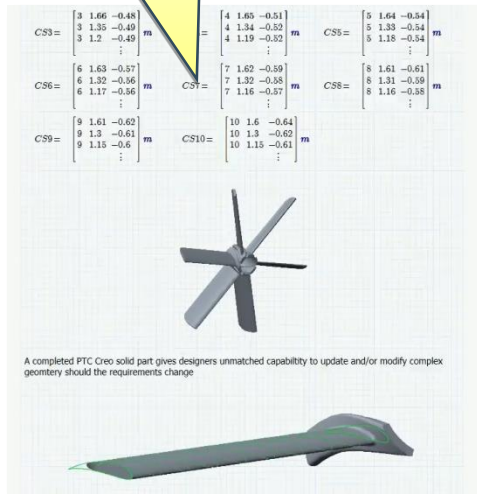 CS3= [3 1.66 −0.48] m [4 1.65 −0.51] m CS5= [5 1.64 −0.54] m
[3 1.35 −0.49] [4 1.34 −0.52] [5 1.33 −0.54]
[3 1.2 −0.49] [4 1.19 −0.52] [5 1.18 −0.54]
⋮ ⋮ ⋮
CS6= [6 1.63 −0.57] m CS7= [7 1.62 −0.59] m CS8= [8 1.61 −0.61] m
[6 1.32 −0.56] [7 1.32 −0.58] [8 1.31 −0.59]
[6 1.17 −0.56] [7 1.16 −0.57] [8 1.16 −0.58]
⋮ ⋮ ⋮
CS9= [9 1.61 −0.62] m CS10= [10 1.6 −0.64] m
[9 1.3 −0.61] [10 1.3 −0.62]
[9 1.15 −0.6] [10 1.15 −0.61]
⋮ ⋮
A completed PTC Creo solid part gives designers unmatched capabiltity to update and/or modify complex
geomtery should the requirements change